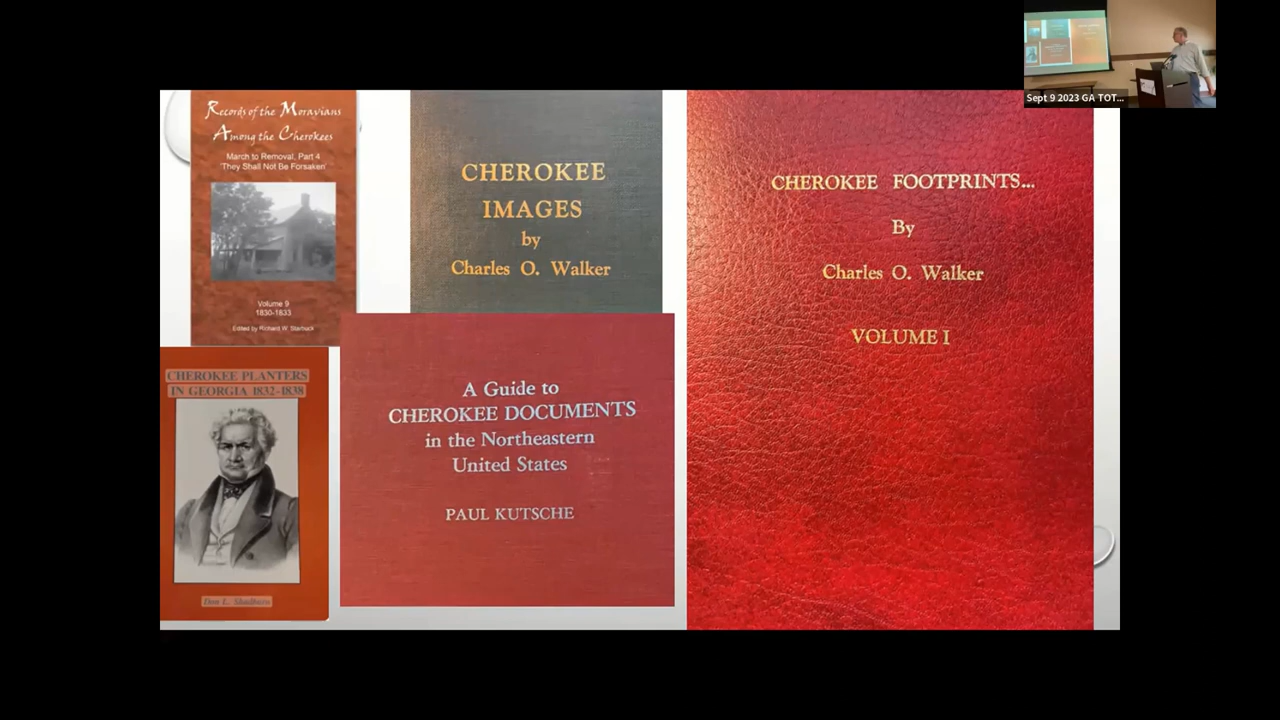 Records of the Moravians
Among the Cherokees
March to Removal, Part 4
'They Shall Not Be Forsaken'
Volume 9
1830-1833
Edited by Richard W. Starbuck
CHEROKEE
IMAGES
by
Charles O. Walker
CHEROKEE FOOTPRINTS...
By
Charles O. Walker
VOLUME I
CHEROKEE PLANTERS
IN GEORGIA 1832-1838
Don L. Shadburn
A Guide to
CHEROKEE DOCUMENTS
in the Northeastern
United States
PAUL KUTSCHE
Sept 9 2023 GA TOT...